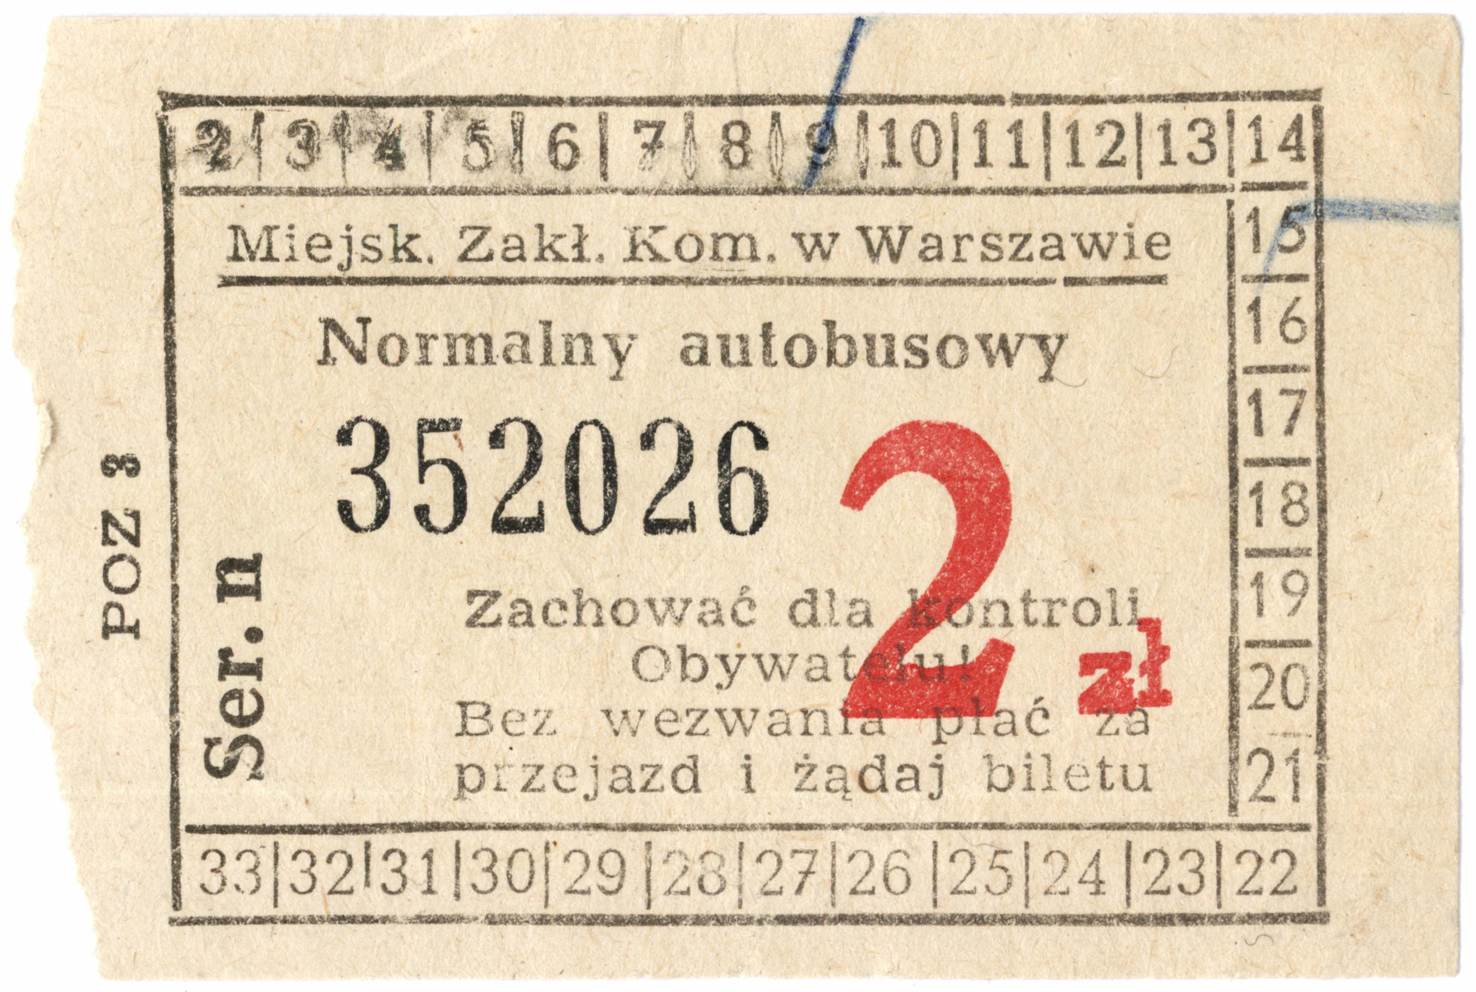 2 3 4 5 6 7 8 9 10 11 12 13 14
Miejsk. Zakł. Kom. w Warszawie
Normalny autobusowy
352026
2 zł
Zachować dla kontroli
Obywatelu!
Bez wezwania płać za
przejazd i żądaj biletu
Ser. n
POZ 3
15
16
17
18
19
20
21
33 32 31 30 29 28 27 26 25 24 23 22